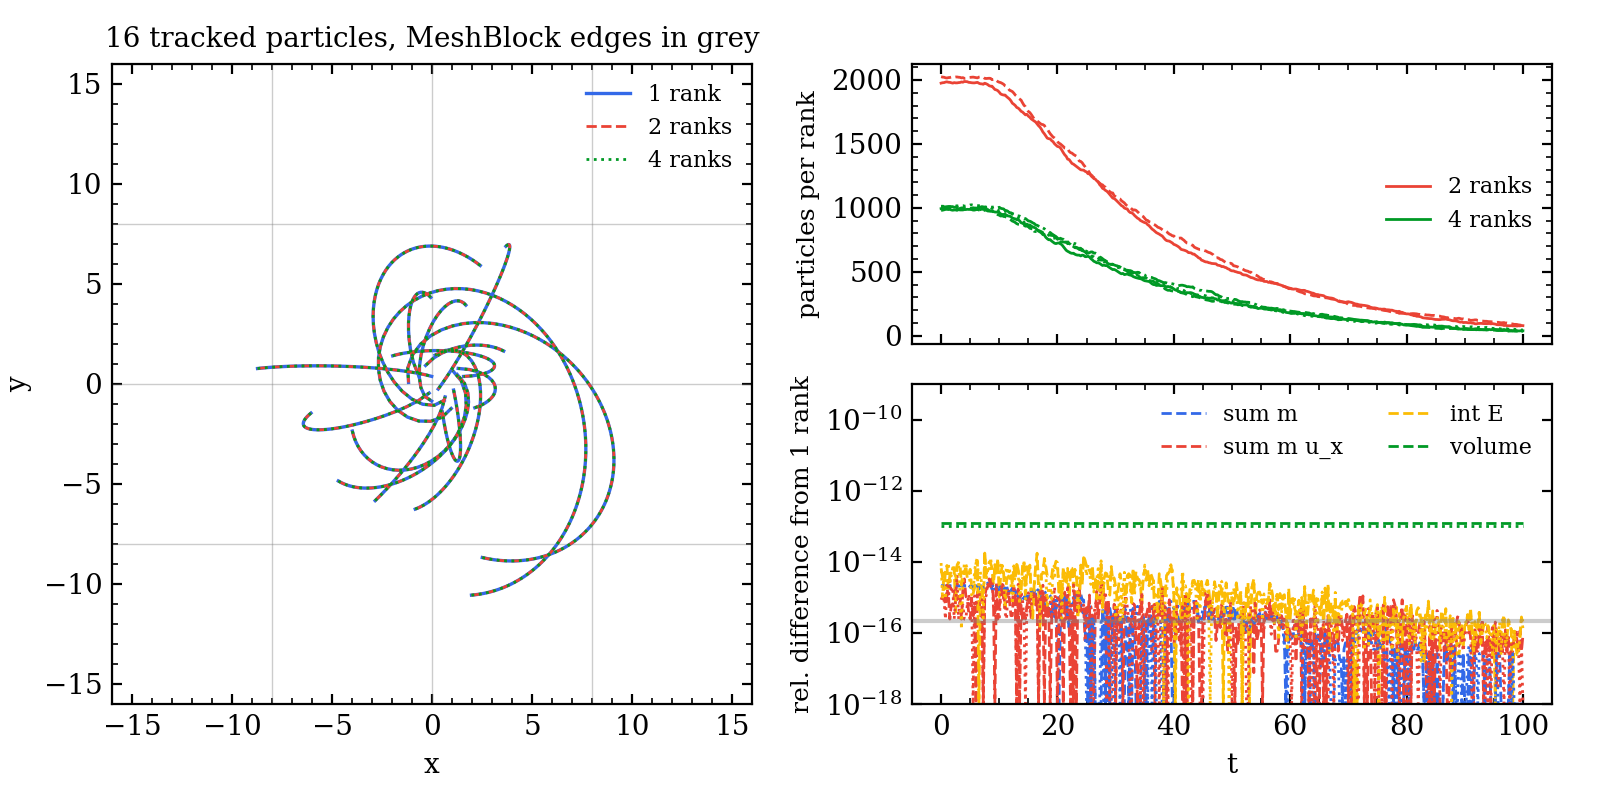 16 tracked particles, MeshBlock edges in grey
15
10
5
0
−5
−10
−15
y
−15
−10
−5
0
5
10
15
x
1 rank
2 ranks
4 ranks
2000
1500
1000
500
0
particles per rank
2 ranks
4 ranks
10⁻¹⁰
10⁻¹²
10⁻¹⁴
10⁻¹⁶
10⁻¹⁸
rel. difference from 1 rank
sum m
sum m u_x
int E
volume
0
20
40
60
80
100
t